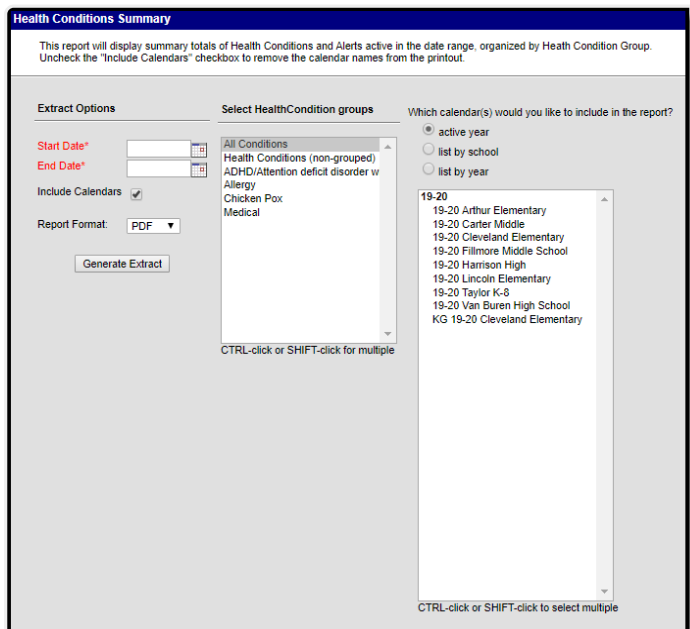 Health Conditions Summary
This report will display summary totals of Health Conditions and Alerts active in the date range, organized by Heath Condition Group.
Uncheck the "Include Calendars" checkbox to remove the calendar names from the printout.
Extract Options
Start Date*
End Date*
Include Calendars
Report Format: PDF
Generate Extract
Select HealthCondition groups
All Conditions
Health Conditions (non-grouped)
ADHD/Attention deficit disorder w
Allergy
Chicken Pox
Medical
CTRL-click or SHIFT-click for multiple
Which calendar(s) would you like to include in the report?
active year
list by school
list by year
19-20
19-20 Arthur Elementary
19-20 Carter Middle
19-20 Cleveland Elementary
19-20 Fillmore Middle School
19-20 Harrison High
19-20 Lincoln Elementary
19-20 Taylor K-8
19-20 Van Buren High School
KG 19-20 Cleveland Elementary
CTRL-click or SHIFT-click to select multiple